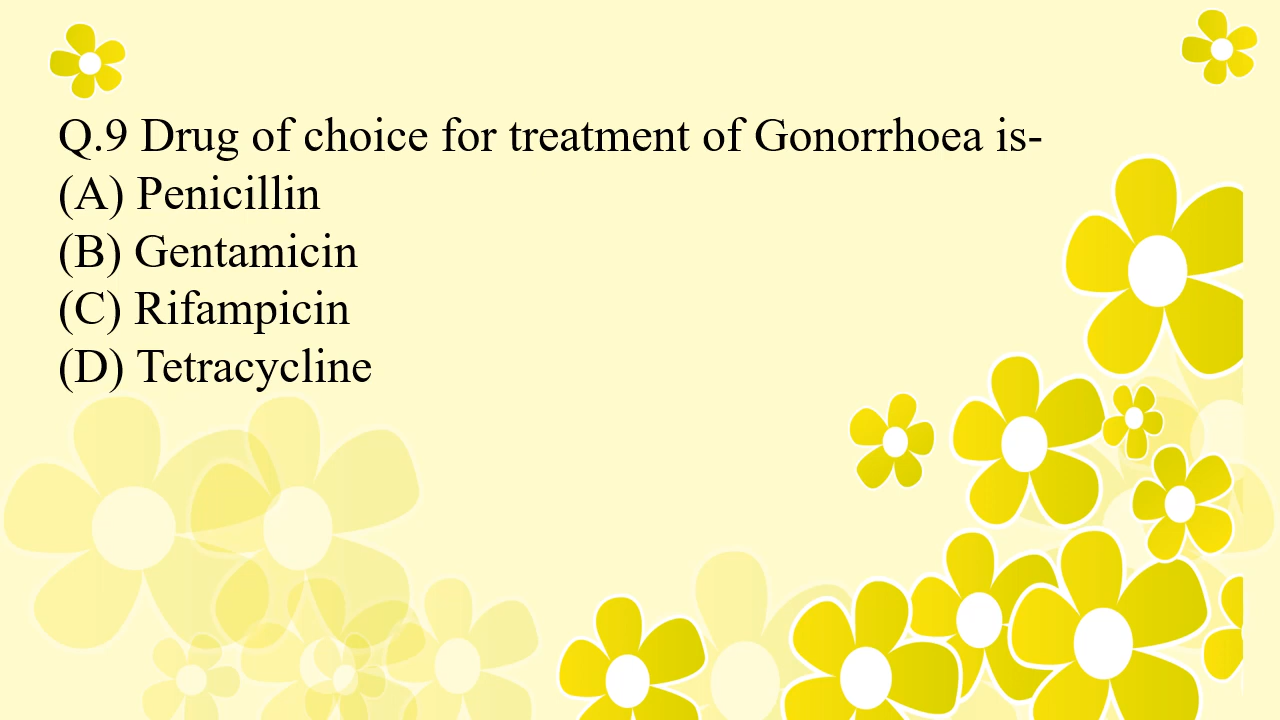 Q.9 Drug of choice for treatment of Gonorrhoea is-
(A) Penicillin
(B) Gentamicin
(C) Rifampicin
(D) Tetracycline